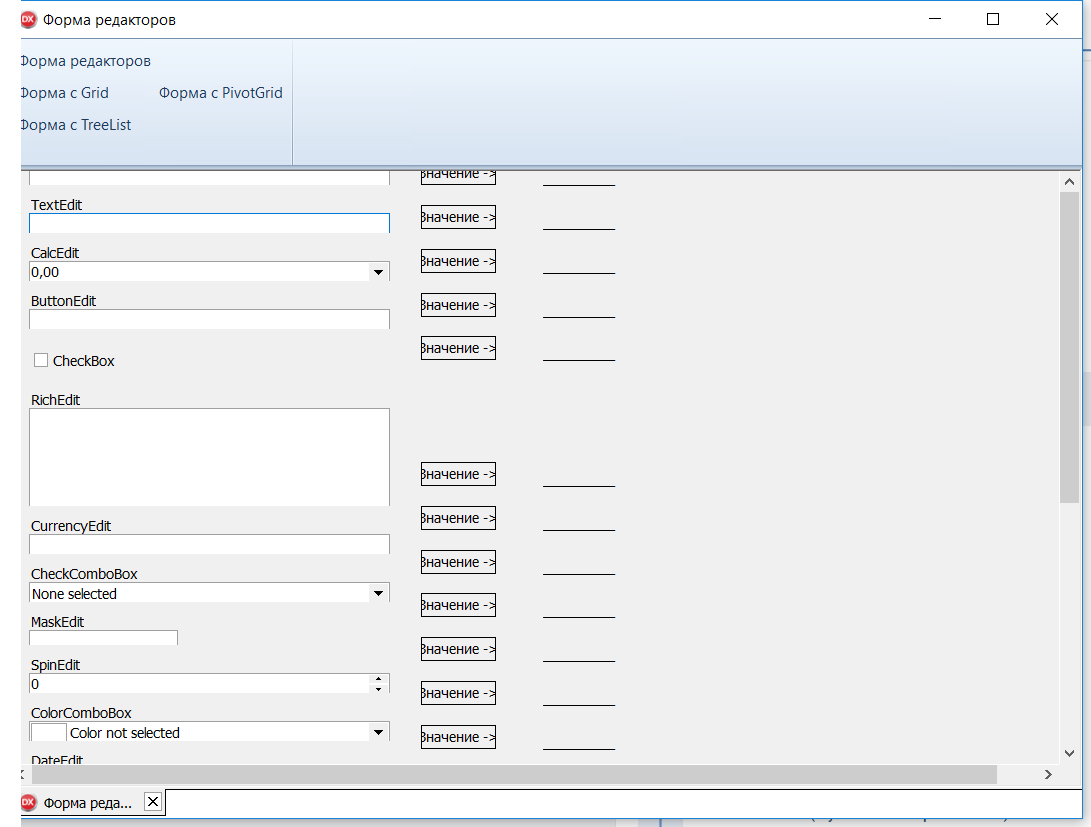 DX Форма редакторов
Форма редакторов
Форма с Grid Форма с PivotGrid
Форма с TreeList
Значение ->
TextEdit
Значение ->
CalcEdit
Значение ->
0,00
ButtonEdit
Значение ->
Значение ->
CheckBox
RichEdit
Значение ->
CurrencyEdit
Значение ->
Значение ->
CheckComboBox
None selected
Значение ->
MaskEdit
Значение ->
SpinEdit
0
Значение ->
ColorComboBox
Color not selected
Значение ->
DateEdit
DX Форма реда...